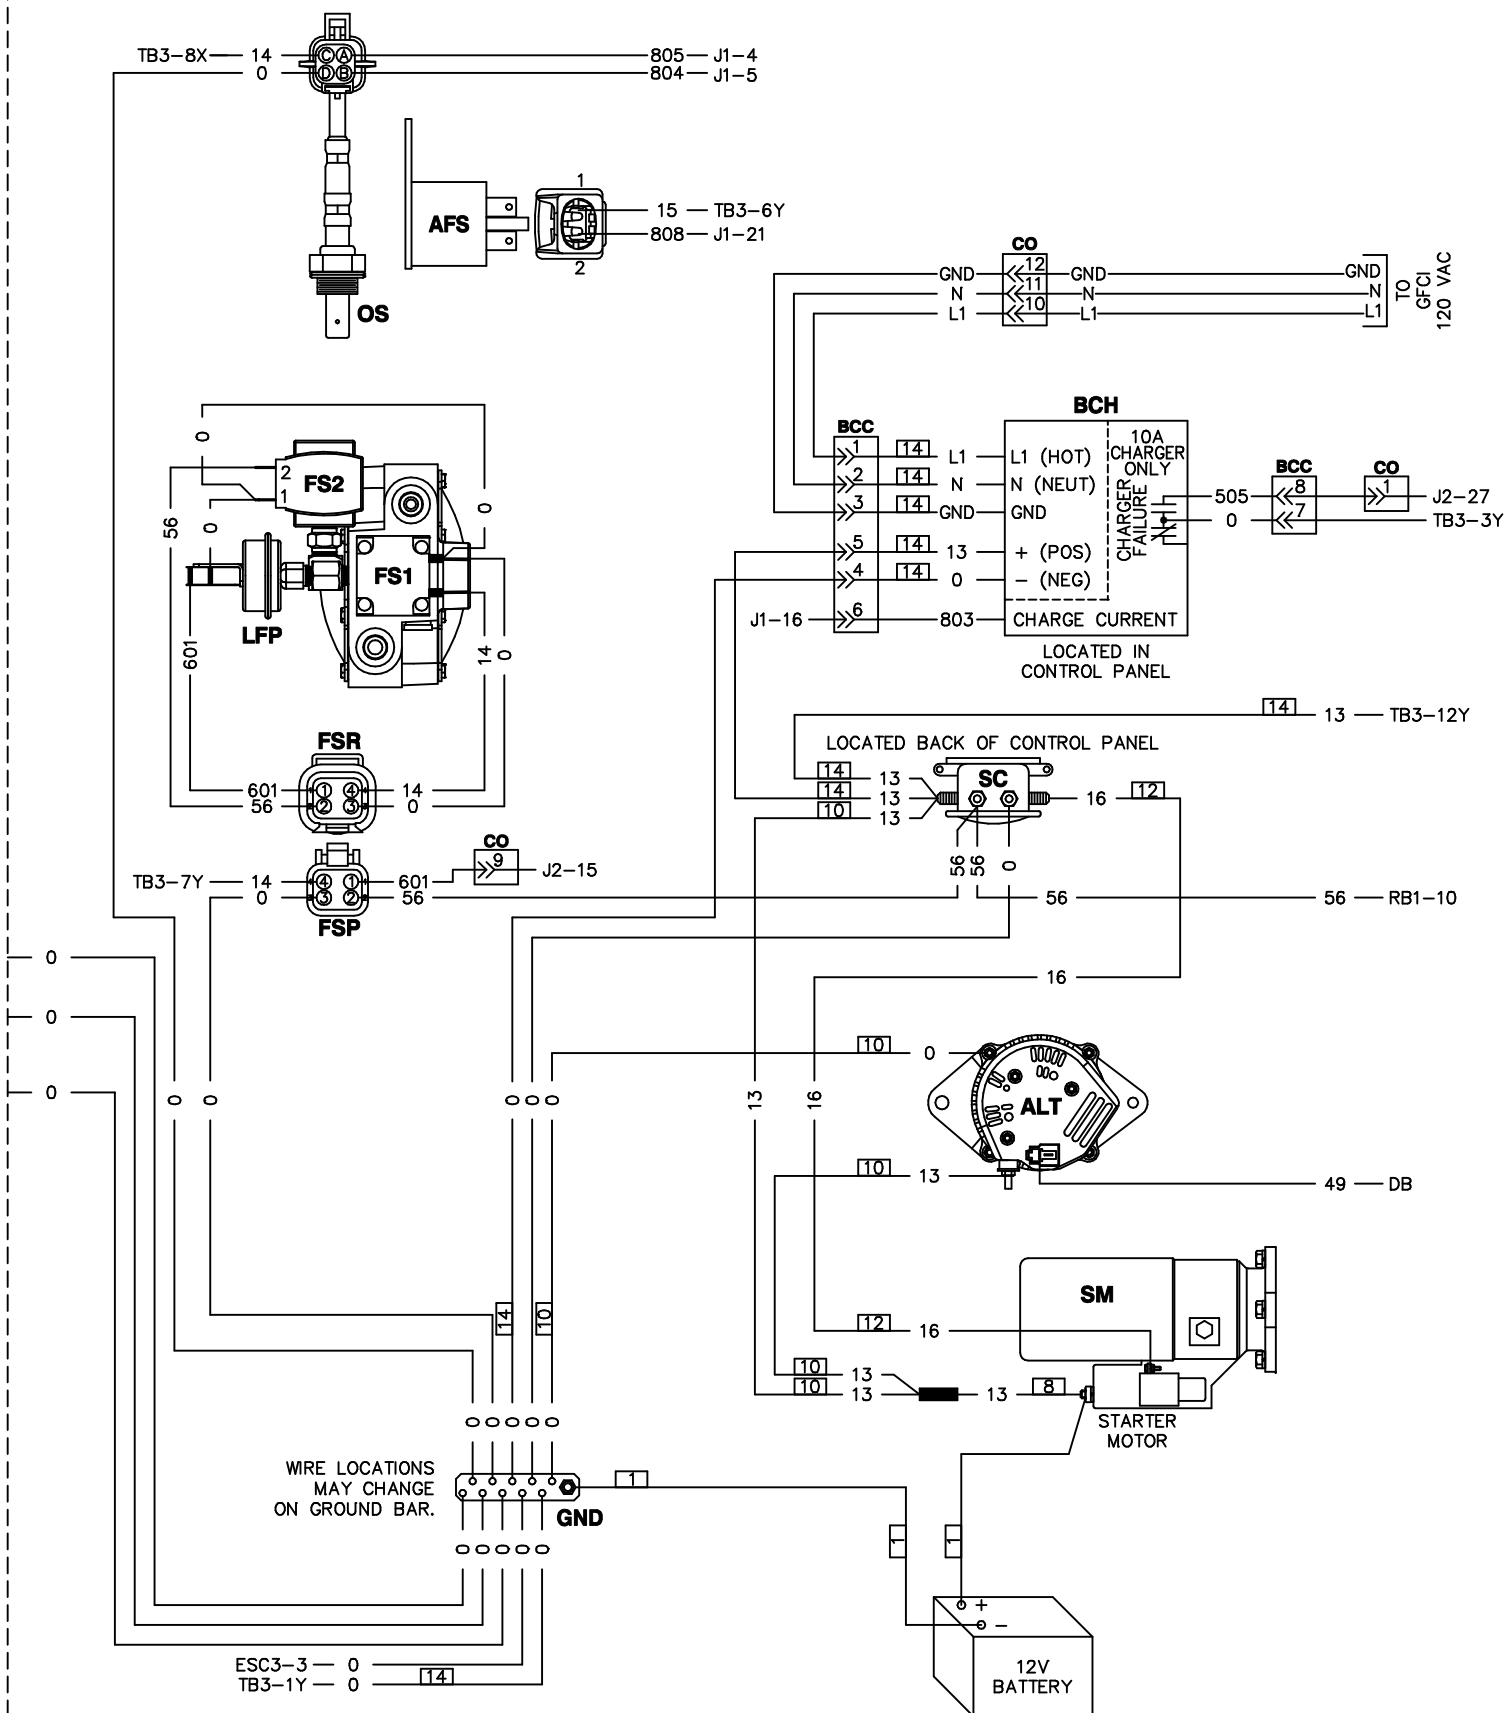 TB3-8X 14 C A 805 J1-4
0 D B 804 J1-5
OS
AFS
1
15 TB3-6Y
808 J1-21
2
CO
GND 12 GND GND
N 11 N N
L1 10 L1 L1
TO
GFCI
120 VAC
BCH
BCC
1 14 L1 L1 (HOT)
2 14 N N (NEUT)
3 14 GND GND
5 14 13 + (POS)
4 14 0 - (NEG)
J1-16 6 803 CHARGE CURRENT
10A
CHARGER
ONLY
CHARGER
FAILURE
BCC
CO
505 8 1 J2-27
0 7 TB3-3Y
LOCATED IN
CONTROL PANEL
0
2
1
FS2
0
56
0
FS1
LFP
601
14
0
FSR
601 1 4 14
56 2 3 0
CO
9 J2-15
TB3-7Y 14 4 1 601
0 3 2 56
FSP
14 13 TB3-12Y
LOCATED BACK OF CONTROL PANEL
14 13
14 13
10 13
SC
16 12
56
56
0
56 56 RB1-10
16
0
0
0
0
0
0
0
0
13
16
10 0
ALT
10 13
49 DB
SM
12 16
10 13
10 13
13 8
STARTER
MOTOR
14
10
0 0 0 0 0
WIRE LOCATIONS
MAY CHANGE
ON GROUND BAR.
GND
1
1
1
0 0 0 0 0
ESC3-3 0
TB3-1Y 0 14
+
-
12V
BATTERY